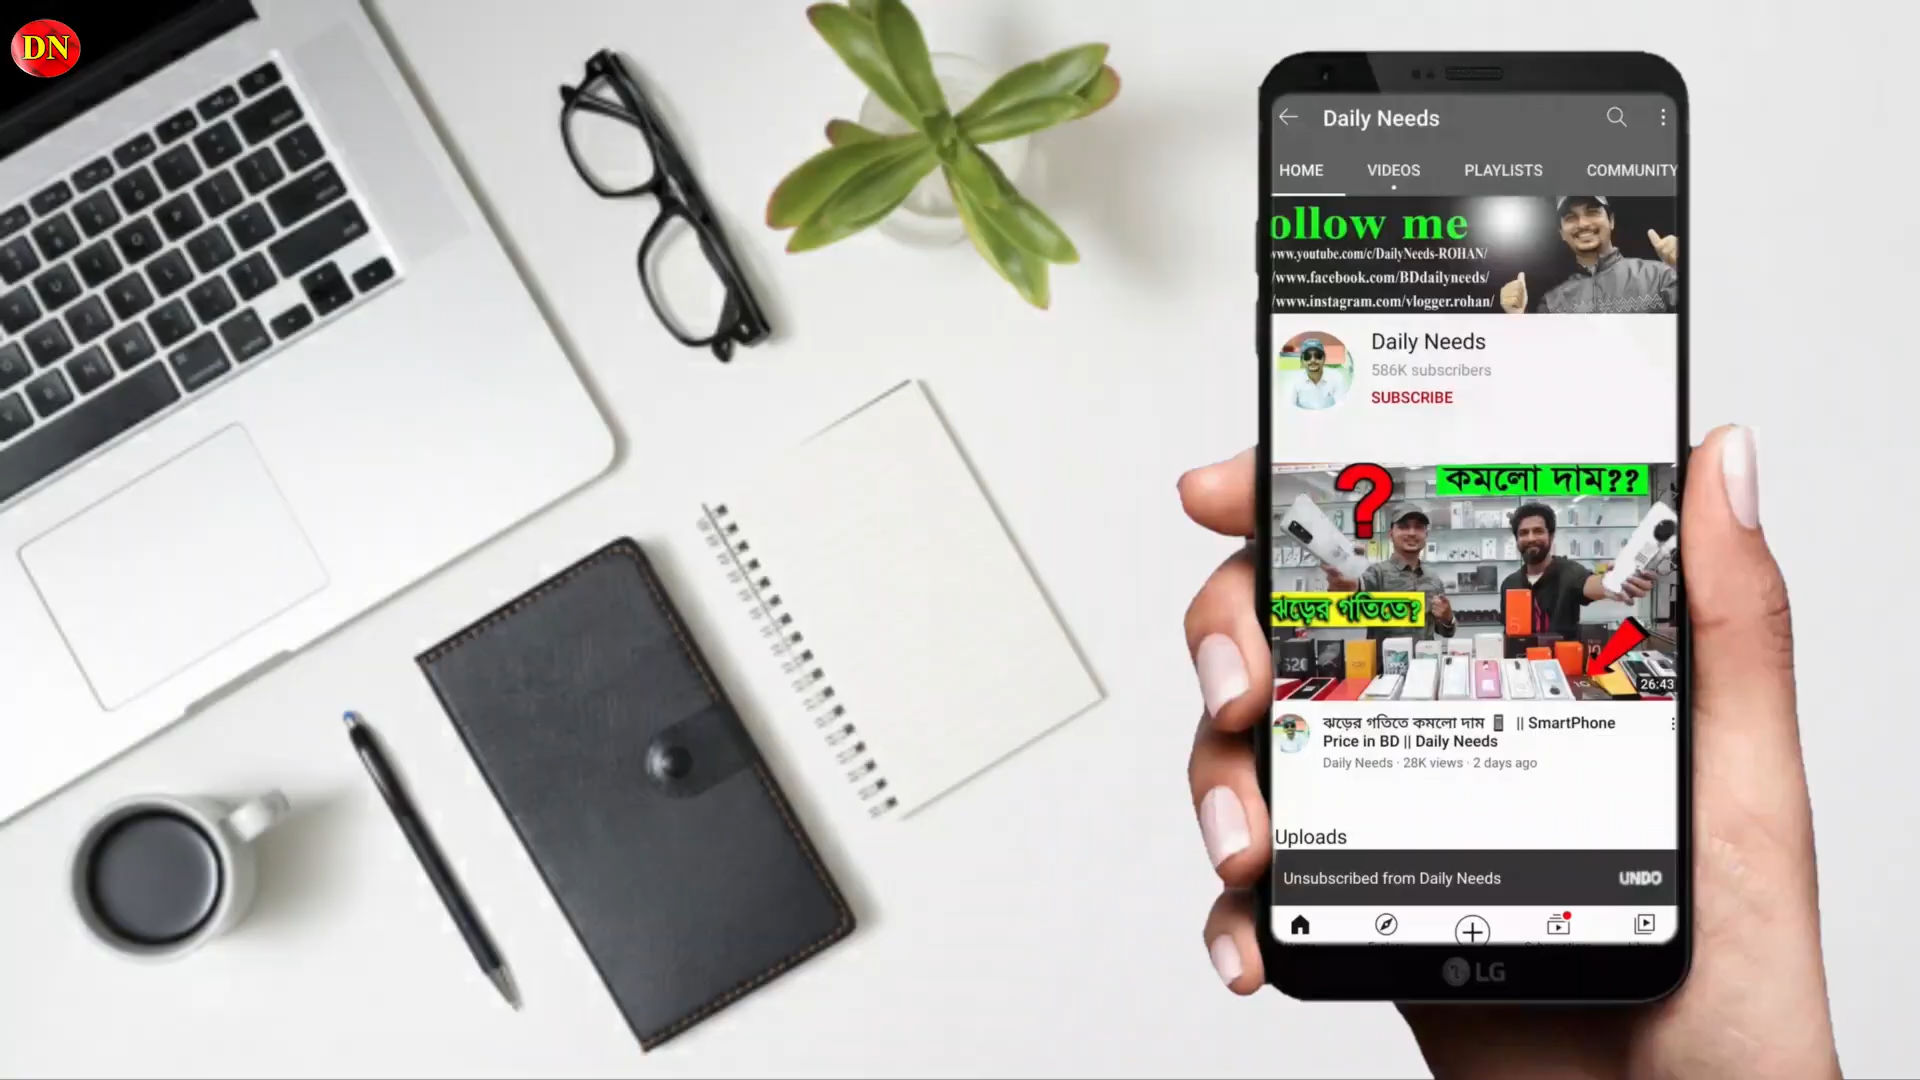 DN
Daily Needs
HOME VIDEOS PLAYLISTS COMMUNITY
ollow me
www.youtube.com/c/DailyNeeds-ROHAN/
/www.facebook.com/BDdailyneeds/
/www.instagram.com/vlogger.rohan/
Daily Needs
586K subscribers
SUBSCRIBE
?
কমলো দাম??
ঝড়ের গতিতে?
S20
26:43
ঝড়ের গতিতে কমলো দাম 📱 || SmartPhone
Price in BD || Daily Needs
Daily Needs · 28K views · 2 days ago
Uploads
Unsubscribed from Daily Needs UNDO
LG